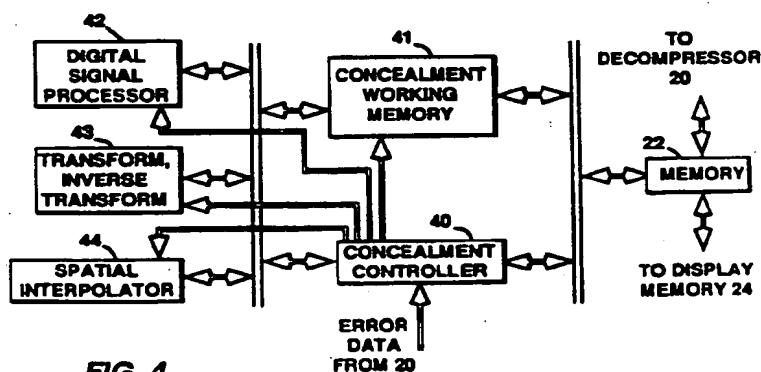 42
DIGITAL
SIGNAL
PROCESSOR
43
TRANSFORM,
INVERSE
TRANSFORM
44
SPATIAL
INTERPOLATOR
41
CONCEALMENT
WORKING
MEMORY
40
CONCEALMENT
CONTROLLER
ERROR
DATA
FROM 20
TO
DECOMPRESSOR
20
22
MEMORY
TO DISPLAY
MEMORY 24
FIG. 4